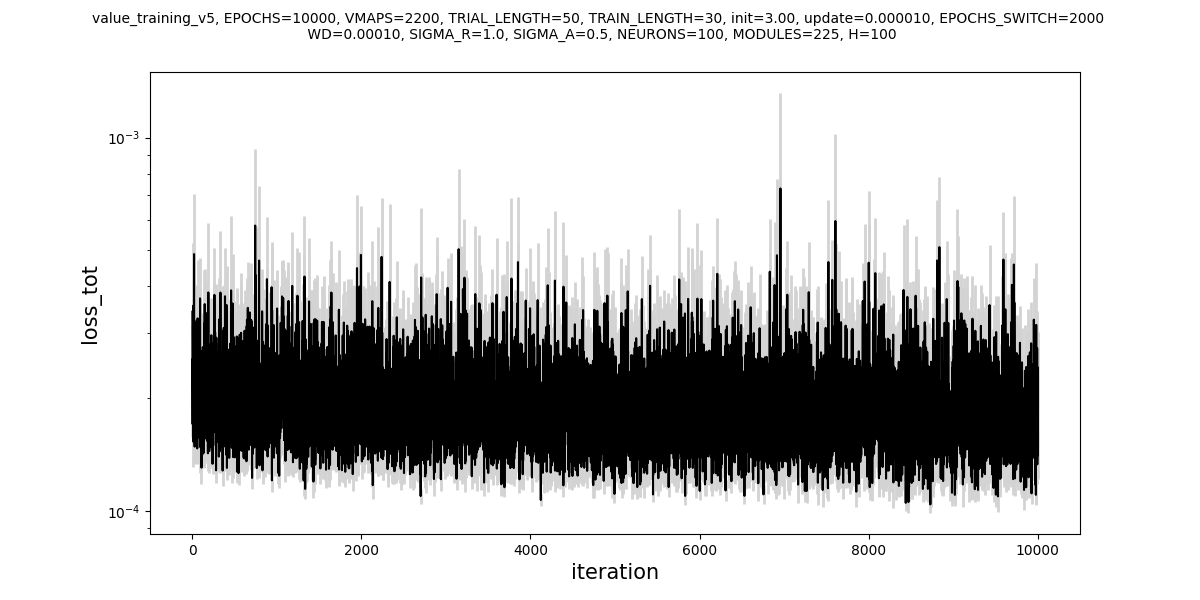 value_training_v5, EPOCHS=10000, VMAPS=2200, TRIAL_LENGTH=50, TRAIN_LENGTH=30, init=3.00, update=0.000010, EPOCHS_SWITCH=2000
WD=0.00010, SIGMA_R=1.0, SIGMA_A=0.5, NEURONS=100, MODULES=225, H=100
10⁻³
loss_tot
10⁻⁴
0 2000 4000 6000 8000 10000
iteration